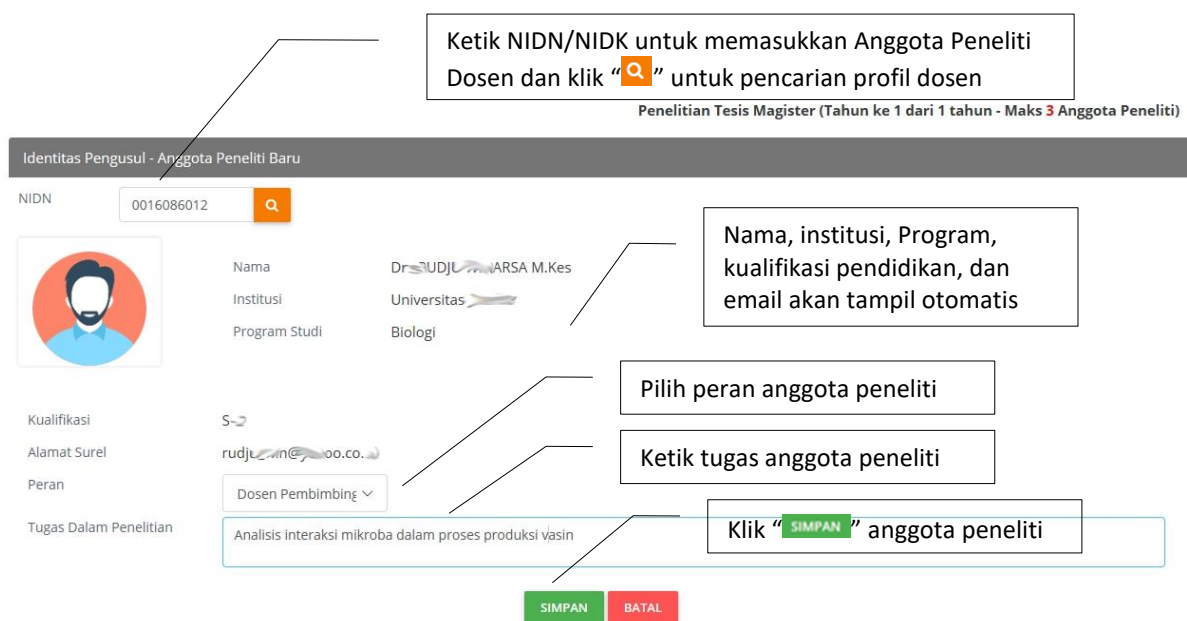 Ketik NIDN/NIDK untuk memasukkan Anggota Peneliti
Dosen dan klik “ ” untuk pencarian profil dosen
Penelitian Tesis Magister (Tahun ke 1 dari 1 tahun - Maks 3 Anggota Peneliti)
Identitas Pengusul - Anggota Peneliti Baru
NIDN 0016086012
Nama, institusi, Program,
kualifikasi pendidikan, dan
email akan tampil otomatis
Nama M.Kes
Institusi Universitas
Program Studi Biologi
Pilih peran anggota peneliti
Kualifikasi
Alamat Surel
Ketik tugas anggota peneliti
Peran Dosen Pembimbing
Tugas Dalam Penelitian Analisis interaksi mikroba dalam proses produksi vasin
Klik “SIMPAN” anggota peneliti
SIMPAN BATAL